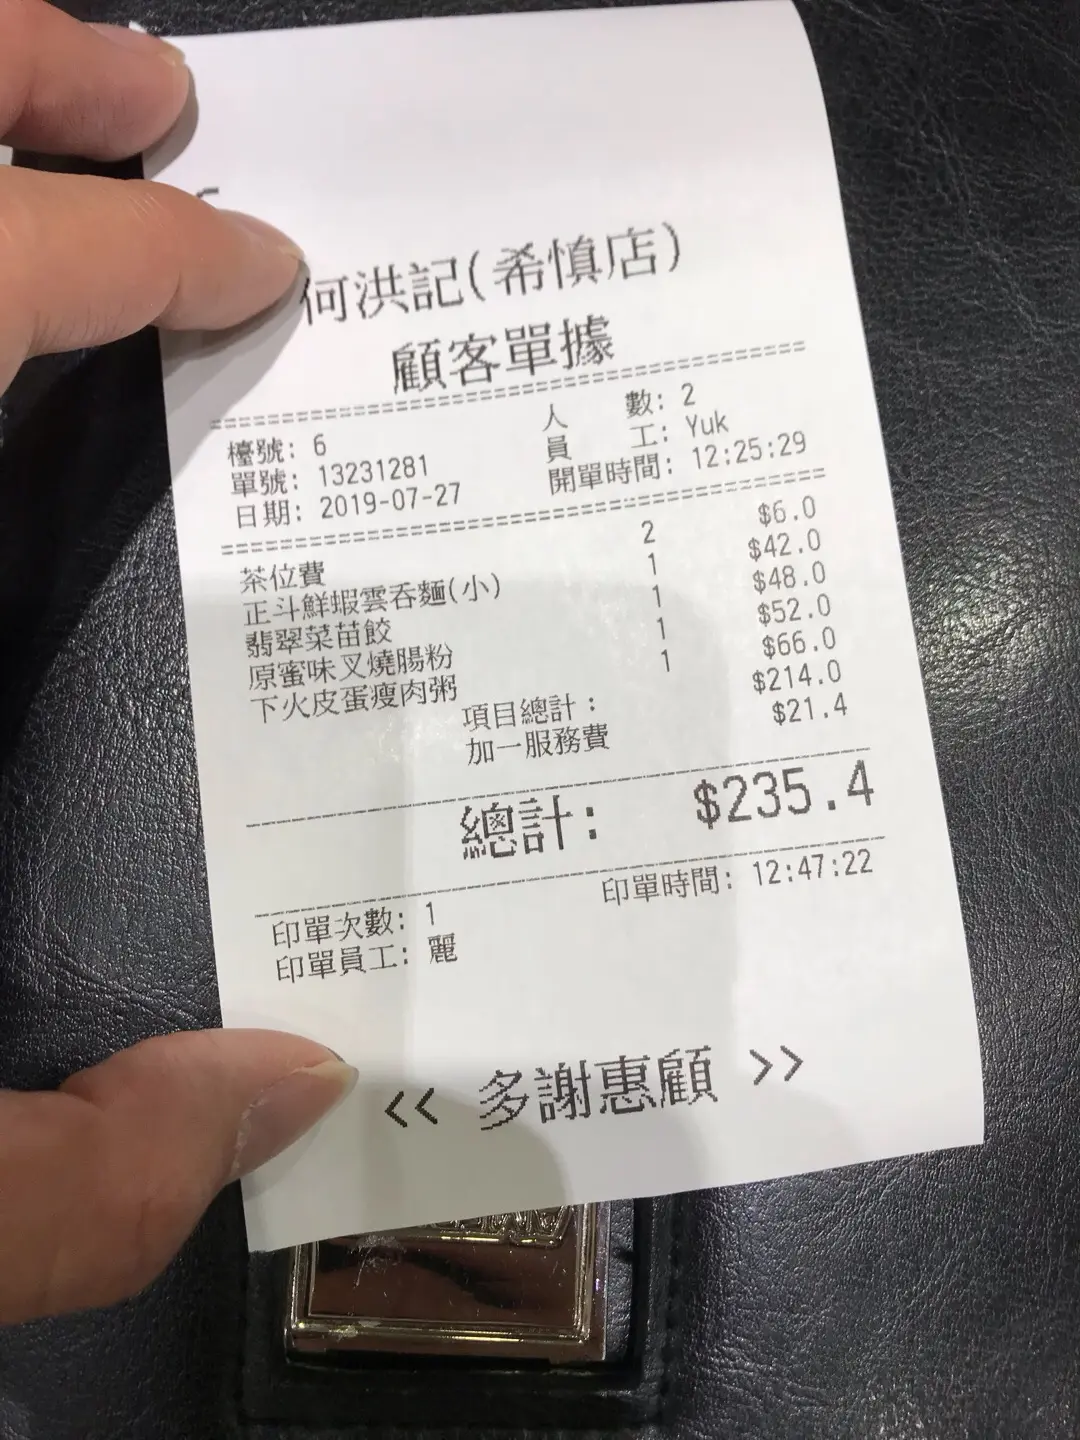 何洪記(希慎店)
顧客單據
檯號: 6 人 數: 2
單號: 13231281 員 工: Yuk
日期: 2019-07-27 開單時間: 12:25:29
茶位費 2 $6.0
正斗鮮蝦雲吞麵(小) 1 $42.0
翡翠菜苗餃 1 $48.0
原蜜味叉燒腸粉 1 $52.0
下火皮蛋瘦肉粥 1 $66.0
項目總計: $214.0
加一服務費 $21.4
總計: $235.4
印單次數: 1 印單時間: 12:47:22
印單員工: 麗
<< 多謝惠顧 >>